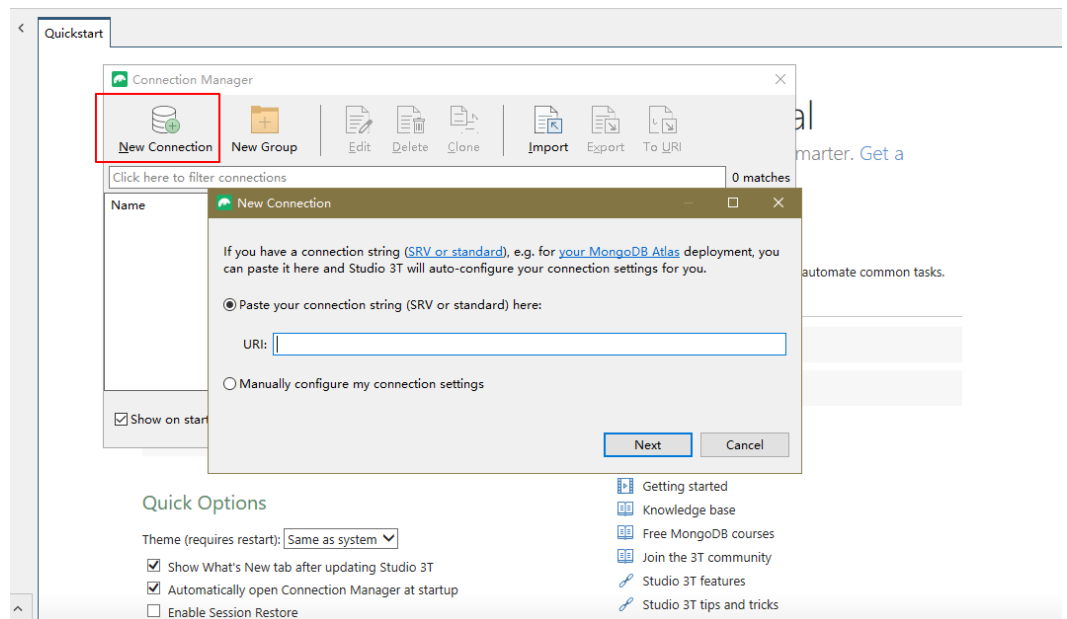 Quickstart
Connection Manager
New Connection New Group Edit Delete Clone Import Export To URI
al
marter. Get a
Click here to filter connections 0 matches
Name
New Connection
If you have a connection string (SRV or standard), e.g. for your MongoDB Atlas deployment, you
can paste it here and Studio 3T will auto-configure your connection settings for you.
automate common tasks.
Paste your connection string (SRV or standard) here:
URI:
Manually configure my connection settings
Show on start
Next Cancel
Quick Options
Theme (requires restart): Same as system
Show What's New tab after updating Studio 3T
Automatically open Connection Manager at startup
Enable Session Restore
Getting started
Knowledge base
Free MongoDB courses
Join the 3T community
Studio 3T features
Studio 3T tips and tricks